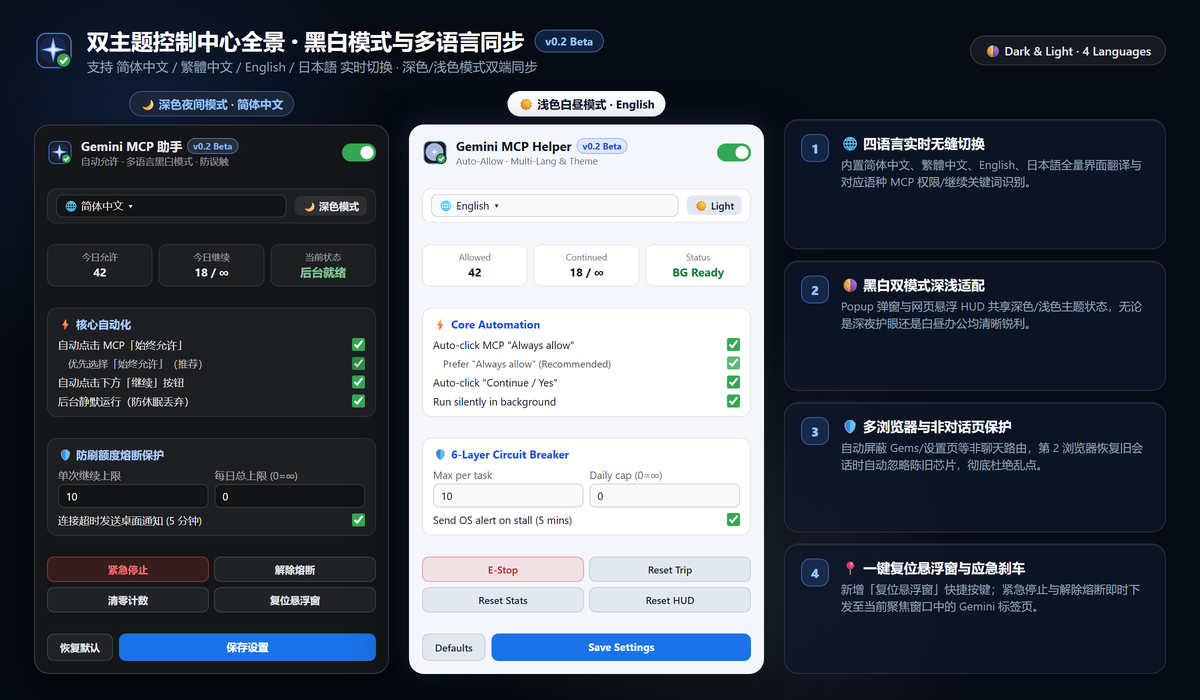 双主题控制中心全景 · 黑白模式与多语言同步
v0.2 Beta
支持 简体中文 / 繁體中文 / English / 日本語 实时切换 · 深色/浅色模式双端同步
Dark & Light · 4 Languages
深色夜间模式 · 简体中文
Gemini MCP 助手
v0.2 Beta
自动允许 · 多语言黑白模式 · 防误触
简体中文
深色模式
今日允许
42
今日继续
18 / ∞
当前状态
后台就绪
核心自动化
自动点击 MCP「始终允许」
优先选择「始终允许」（推荐）
自动点击下方「继续」按钮
后台静默运行（防休眠丢弃）
防刷额度熔断保护
单次继续上限
每日总上限 (0=∞)
10
0
连接超时发送桌面通知 (5 分钟)
紧急停止
解除熔断
清零计数
复位悬浮窗
恢复默认
保存设置
浅色白昼模式 · English
Gemini MCP Helper
v0.2 Beta
Auto-Allow · Multi-Lang & Theme
English
Light
Allowed
42
Continued
18 / ∞
Status
BG Ready
Core Automation
Auto-click MCP "Always allow"
Prefer "Always allow" (Recommended)
Auto-click "Continue / Yes"
Run silently in background
6-Layer Circuit Breaker
Max per task
Daily cap (0=∞)
10
0
Send OS alert on stall (5 mins)
E-Stop
Reset Trip
Reset Stats
Reset HUD
Defaults
Save Settings
1
四语言实时无缝切换
内置简体中文、繁體中文、English、日本語全量界面翻译与
对应语种 MCP 权限/继续关键词识别。
2
黑白双模式深浅适配
Popup 弹窗与网页悬浮 HUD 共享深色/浅色主题状态，无论
是深夜护眼还是白昼办公均清晰锐利。
3
多浏览器与非对话页保护
自动屏蔽 Gems/设置页等非聊天路由，第 2 浏览器恢复旧会
话时自动忽略陈旧芯片，彻底杜绝乱点。
4
一键复位悬浮窗与应急刹车
新增「复位悬浮窗」快捷按键；紧急停止与解除熔断即时下
发至当前聚焦窗口中的 Gemini 标签页。